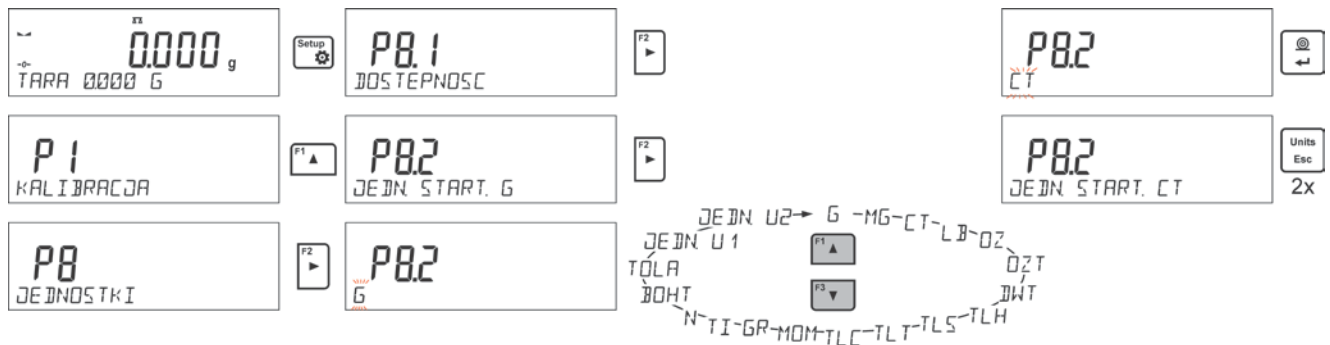 0.000 g
-0-
TARA 0.000 G
Setup
P8.1
DOSTEPNOSC
F2
P8.2
CT
P1
KALIBRACJA
F1
P8.2
JEDN. START. G
F2
P8.2
JEDN. START. CT
Units
Esc
2x
P8
JEDNOSTKI
F2
P8.2
G
JEDN. U2 → G -MG-CT-LB-OZ
OZT
DWT
TLH
TLS
TLT
TLC
MOM
GR
TI
N
BOHT
TOLA
JEDN. U1
F1
F3